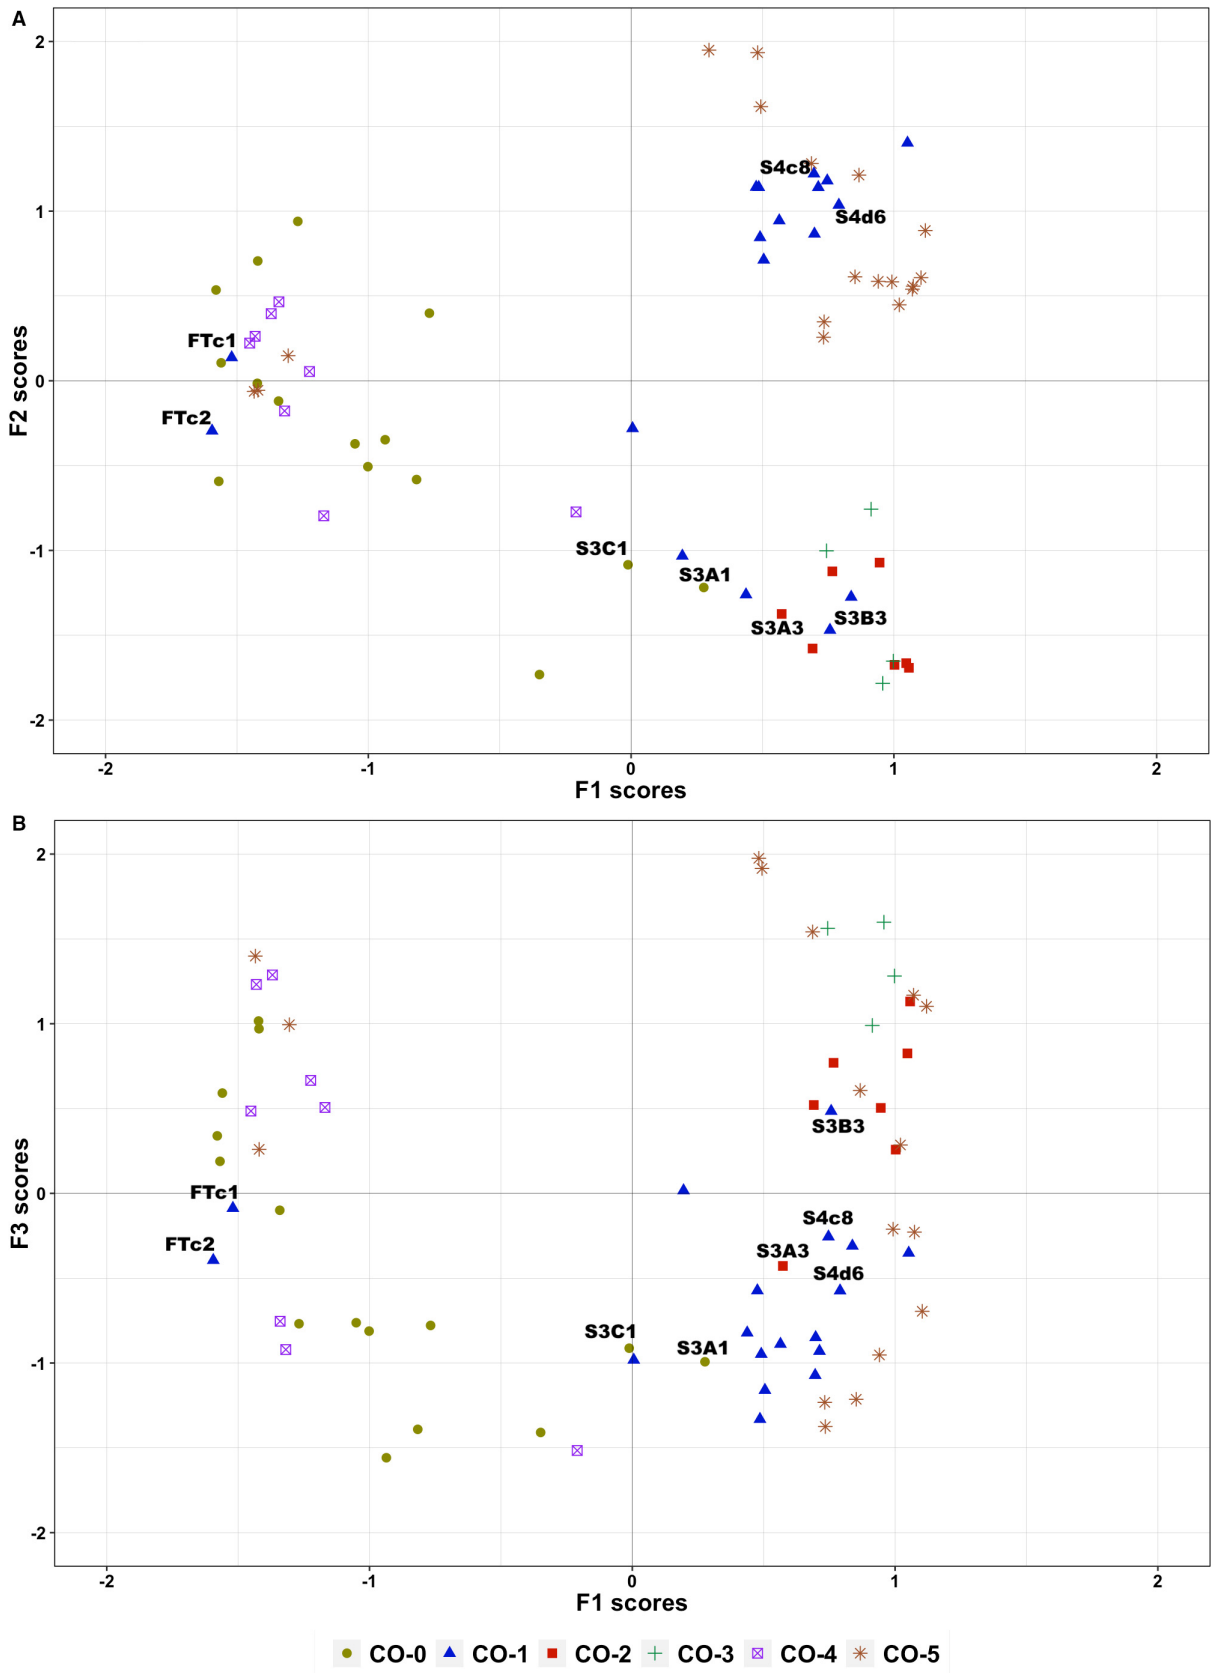 A
2
1
0
-1
-2
F2 scores
S4c8
S4d6
FTc1
FTc2
S3C1
S3A1
S3A3
S3B3
-2 -1 0 1 2
F1 scores
B
2
1
0
-1
-2
F3 scores
S3B3
FTc1
FTc2
S4c8
S3A3
S4d6
S3C1
S3A1
-2 -1 0 1 2
F1 scores
CO-0 CO-1 CO-2 CO-3 CO-4 CO-5